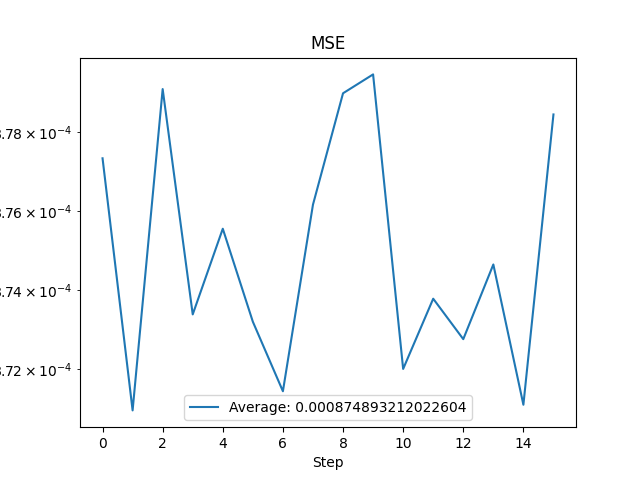 MSE
8.78 × 10⁻⁴
8.76 × 10⁻⁴
8.74 × 10⁻⁴
8.72 × 10⁻⁴
Average: 0.000874893212022604
0 2 4 6 8 10 12 14
Step